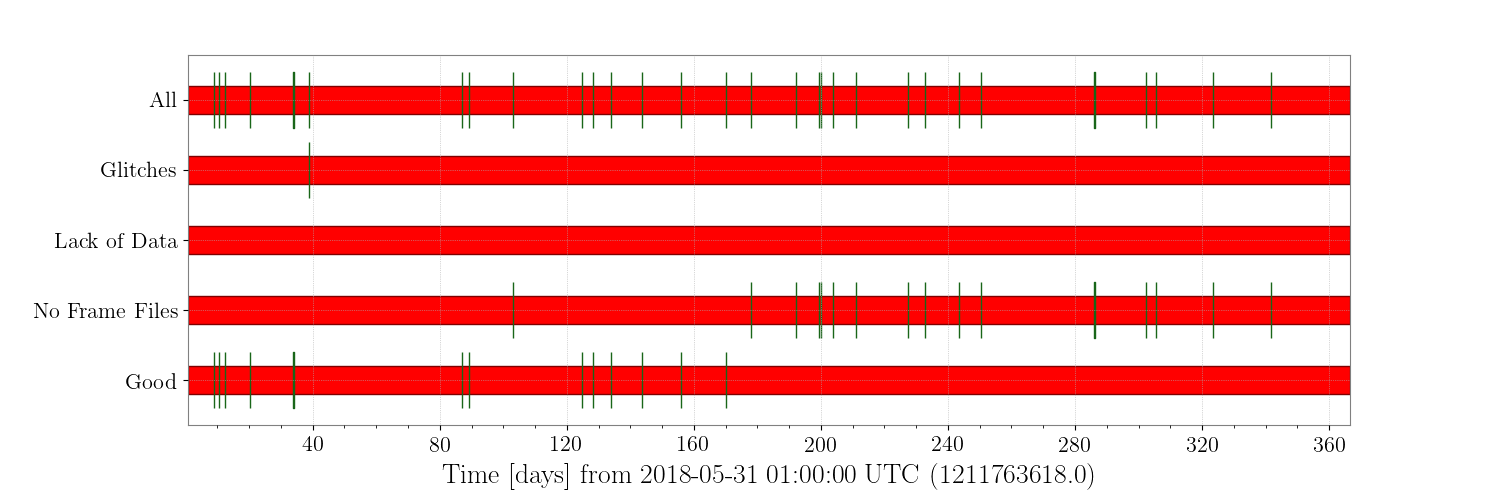 All
Glitches
Lack of Data
No Frame Files
Good
40 80 120 160 200 240 280 320 360
Time [days] from 2018-05-31 01:00:00 UTC (1211763618.0)